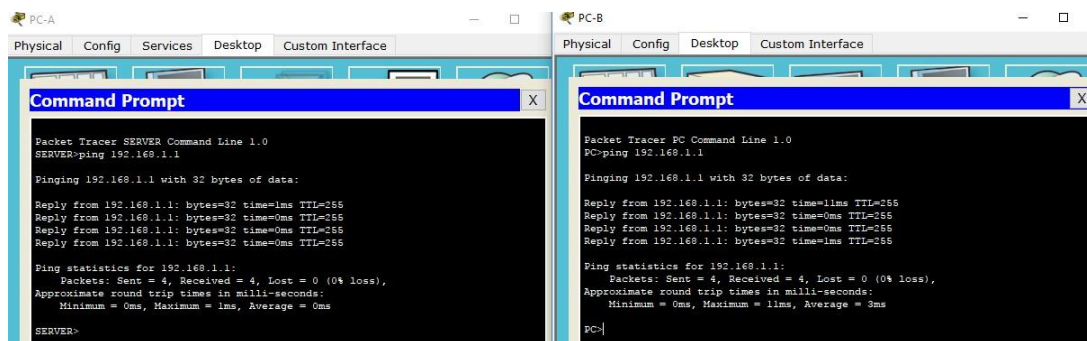 PC-A
Physical Config Services Desktop Custom Interface
Command Prompt
X
Packet Tracer SERVER Command Line 1.0
SERVER>ping 192.168.1.1
Pinging 192.168.1.1 with 32 bytes of data:
Reply from 192.168.1.1: bytes=32 time=1ms TTL=255
Reply from 192.168.1.1: bytes=32 time=0ms TTL=255
Reply from 192.168.1.1: bytes=32 time=0ms TTL=255
Reply from 192.168.1.1: bytes=32 time=0ms TTL=255
Ping statistics for 192.168.1.1:
Packets: Sent = 4, Received = 4, Lost = 0 (0% loss),
Approximate round trip times in milli-seconds:
Minimum = 0ms, Maximum = 1ms, Average = 0ms
SERVER>
PC-B
Physical Config Desktop Custom Interface
Command Prompt
X
Packet Tracer PC Command Line 1.0
PC>ping 192.168.1.1
Pinging 192.168.1.1 with 32 bytes of data:
Reply from 192.168.1.1: bytes=32 time=11ms TTL=255
Reply from 192.168.1.1: bytes=32 time=0ms TTL=255
Reply from 192.168.1.1: bytes=32 time=0ms TTL=255
Reply from 192.168.1.1: bytes=32 time=1ms TTL=255
Ping statistics for 192.168.1.1:
Packets: Sent = 4, Received = 4, Lost = 0 (0% loss),
Approximate round trip times in milli-seconds:
Minimum = 0ms, Maximum = 11ms, Average = 3ms
PC>